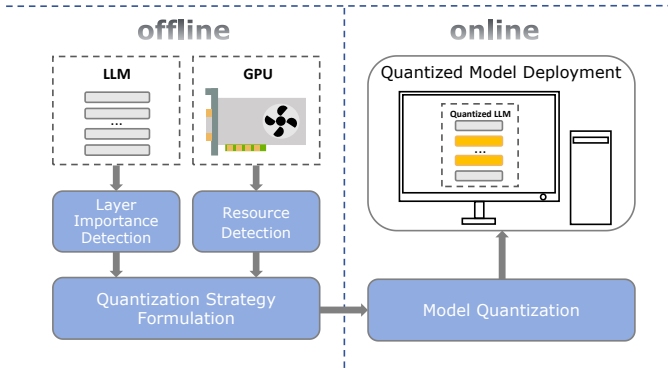 offline
online
LLM
GPU
...
Layer
Importance
Detection
Resource
Detection
Quantization Strategy
Formulation
Quantized Model Deployment
Quantized LLM
...
Model Quantization